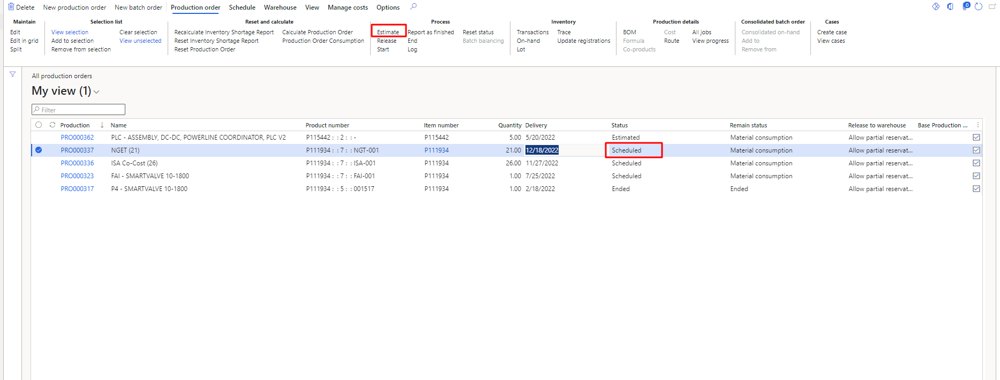 Delete New production order New batch order Production order Schedule Warehouse View Manage costs Options
0
Maintain Selection list Reset and calculate Process Inventory Production details Consolidated batch order Cases
Edit View selection Clear selection Recalculate Inventory Shortage Report Calculate Production Order Estimate Report as finished Reset status Transactions Trace BOM Cost All jobs Consolidated on-hand Create case
Edit in grid Add to selection View unselected Reset Inventory Shortage Report Production Order Consumption Release End Batch balancing On-hand Update registrations Formula Route View progress Add to View cases
Split Remove from selection Reset Production Order Start Log Lot Co-products Remove from
All production orders
My view (1)
Filter
Production Name Product number Item number Quantity Delivery Status Remain status Release to warehouse Base Production ...
PRO000362 PLC - ASSEMBLY, DC-DC, POWERLINE COORDINATOR, PLC V2 P115442 : : 2 : : - P115442 5.00 5/20/2022 Estimated Material consumption Allow partial reservat...
PRO000337 NGET (21) P111934 : : 7 : : NGT-001 P111934 21.00 12/18/2022 Scheduled Material consumption Allow partial reservat...
PRO000336 ISA Co-Cost (26) P111934 : : 7 : : ISA-001 P111934 26.00 11/27/2022 Scheduled Material consumption Allow partial reservat...
PRO000323 FAI - SMARTVALVE 10-1800 P111934 : : 7 : : FAI-001 P111934 1.00 7/25/2022 Scheduled Material consumption Allow partial reservat...
PRO000317 P4 - SMARTVALVE 10-1800 P111934 : : 5 : : 001517 P111934 1.00 2/18/2022 Ended Ended Allow partial reservat...